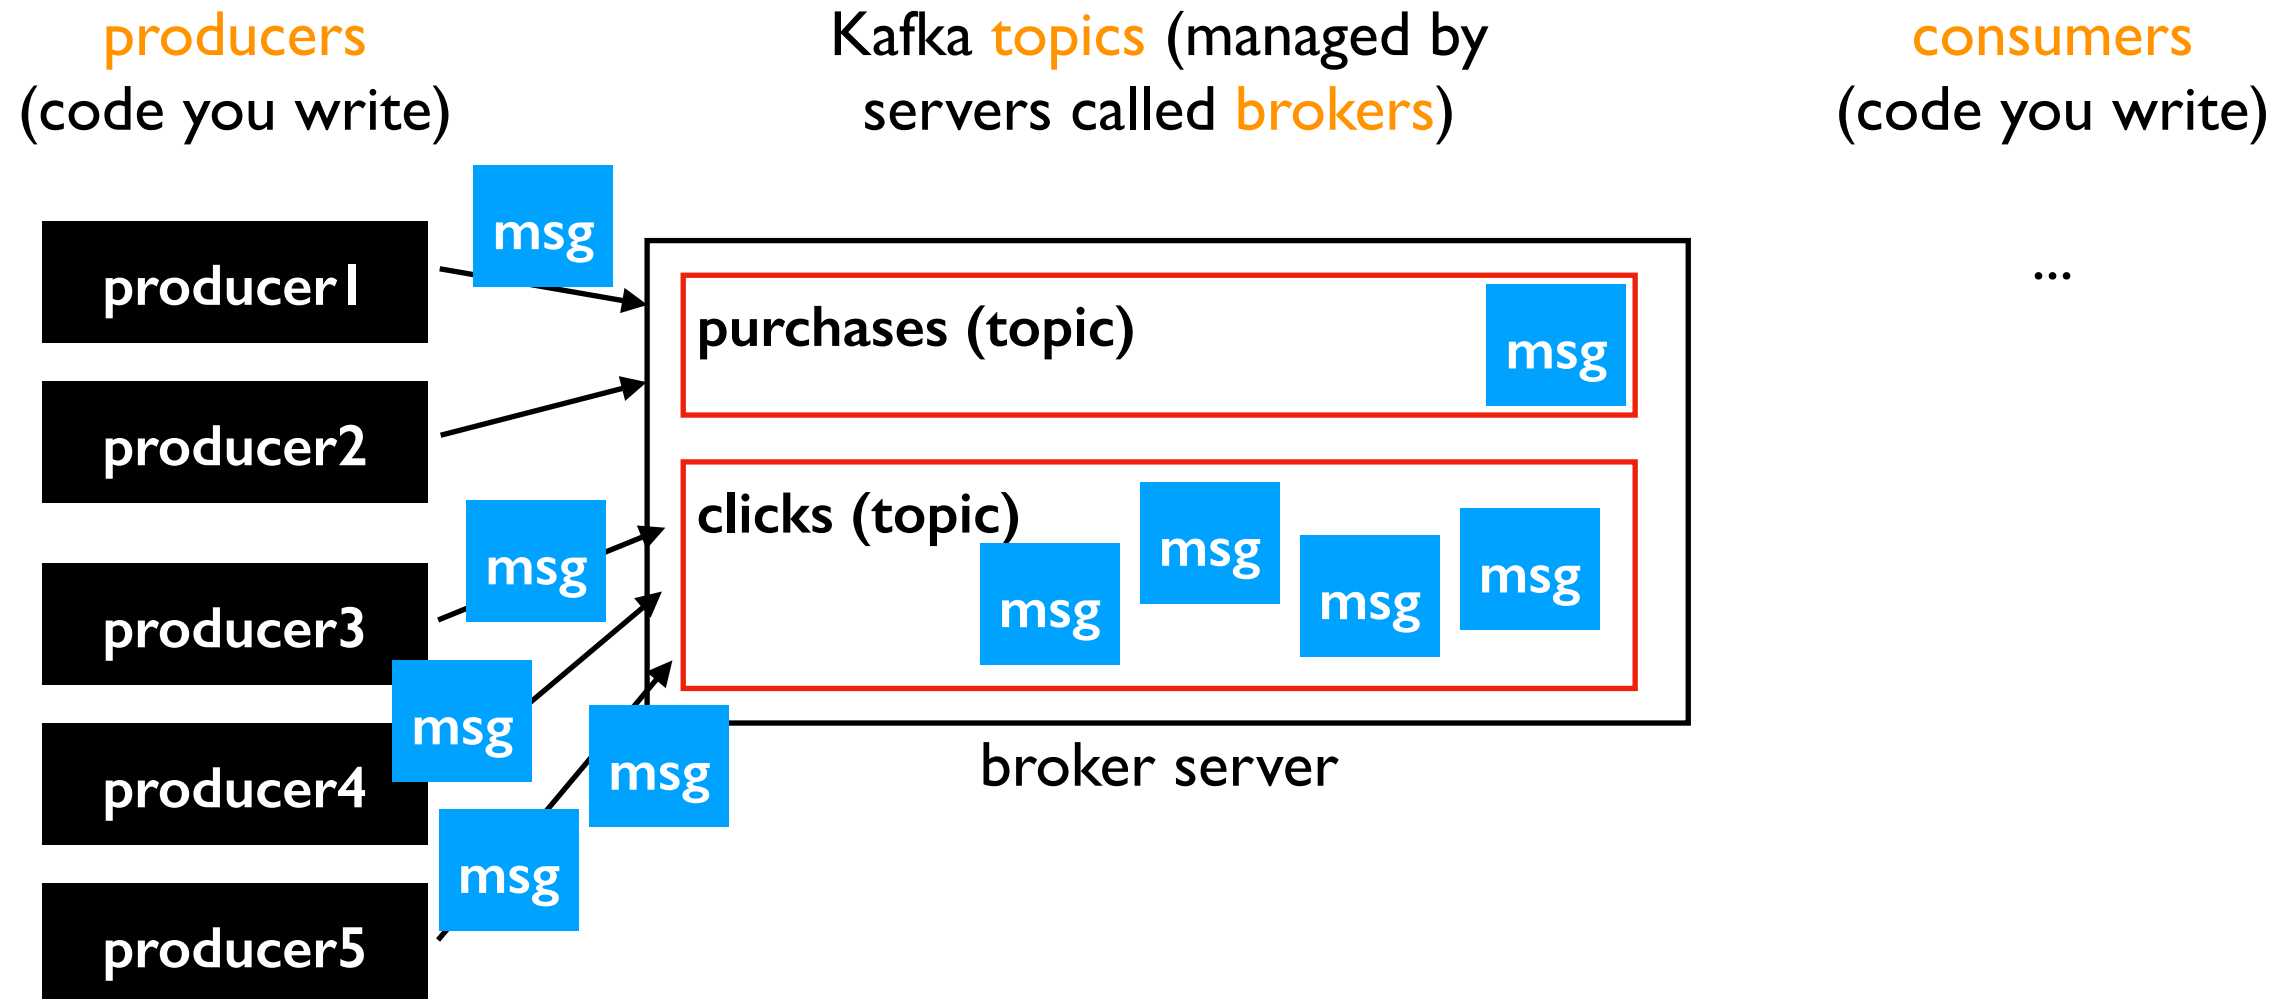 producers
(code you write)
Kafka topics (managed by
servers called brokers)
consumers
(code you write)
producer1
producer2
producer3
producer4
producer5
msg
msg
msg
msg
msg
purchases (topic)
msg
clicks (topic)
msg
msg
msg
msg
broker server
...